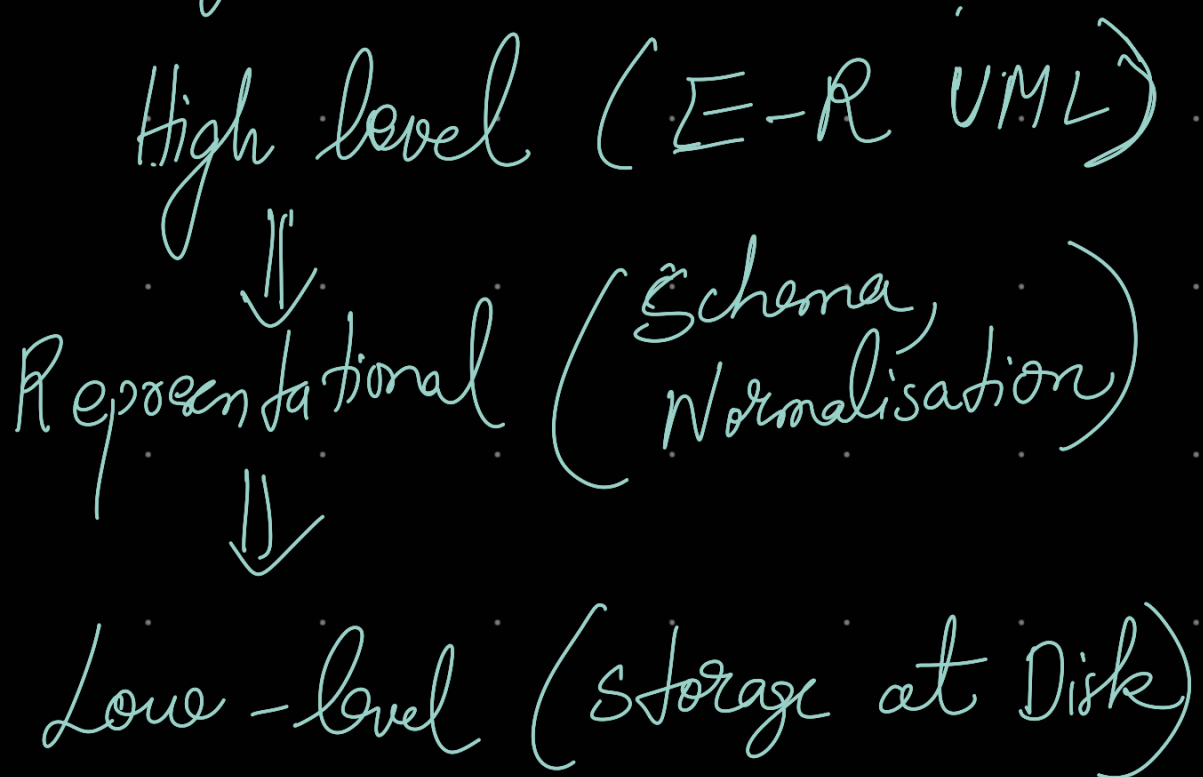 High level (E-R UML)
⇓
Representational (Schema,
Normalisation)
⇓
Low-level (Storage at Disk)